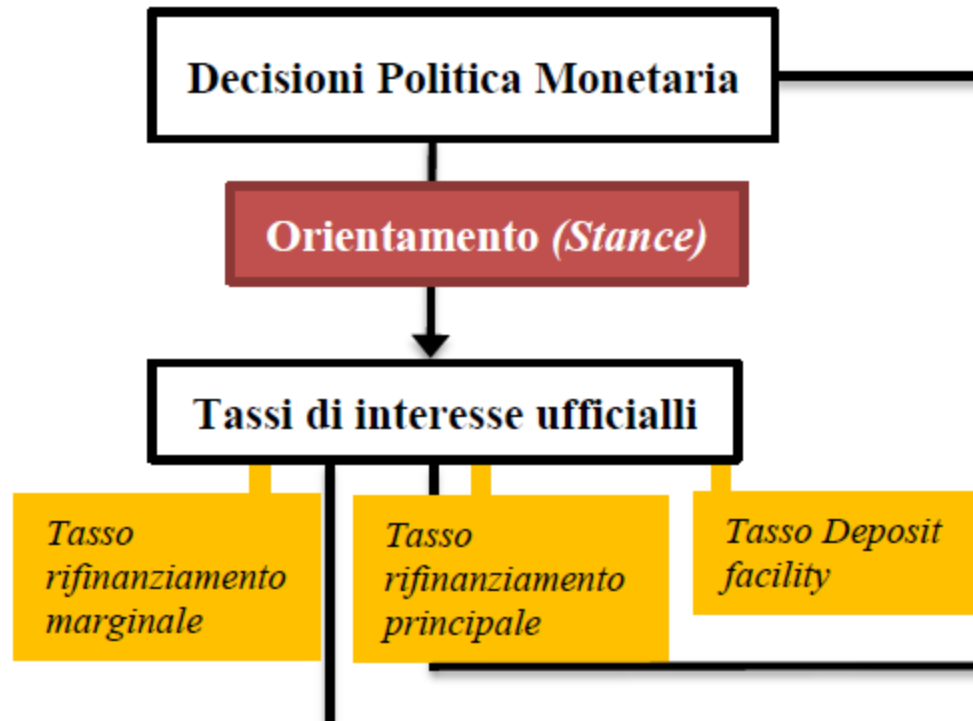 Decisioni Politica Monetaria
Orientamento (Stance)
Tassi di interesse ufficialli
Tasso
rifinanziamento
marginale
Tasso
rifinanziamento
principale
Tasso Deposit
facility